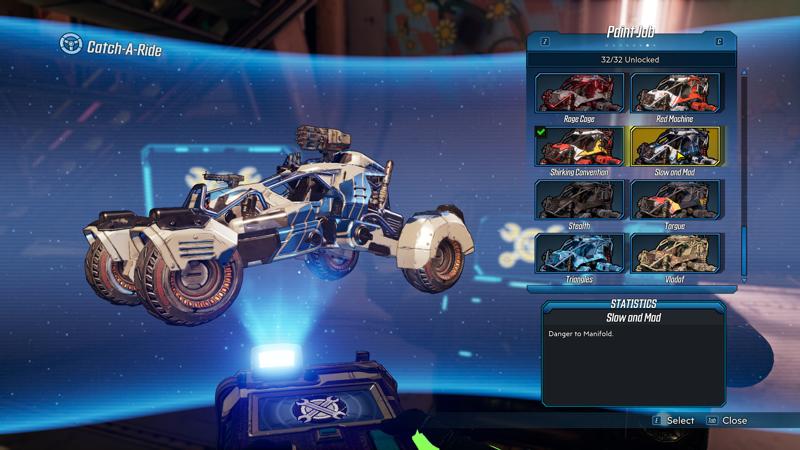 Catch-A-Ride
Paint Job
32/32 Unlocked
Rage Cage
Red Machine
Shirking Convention
Slow and Mad
Stealth
Torgue
Triangles
Vladof
STATISTICS
Slow and Mad
Danger to Manifold.
E Select
Tab Close